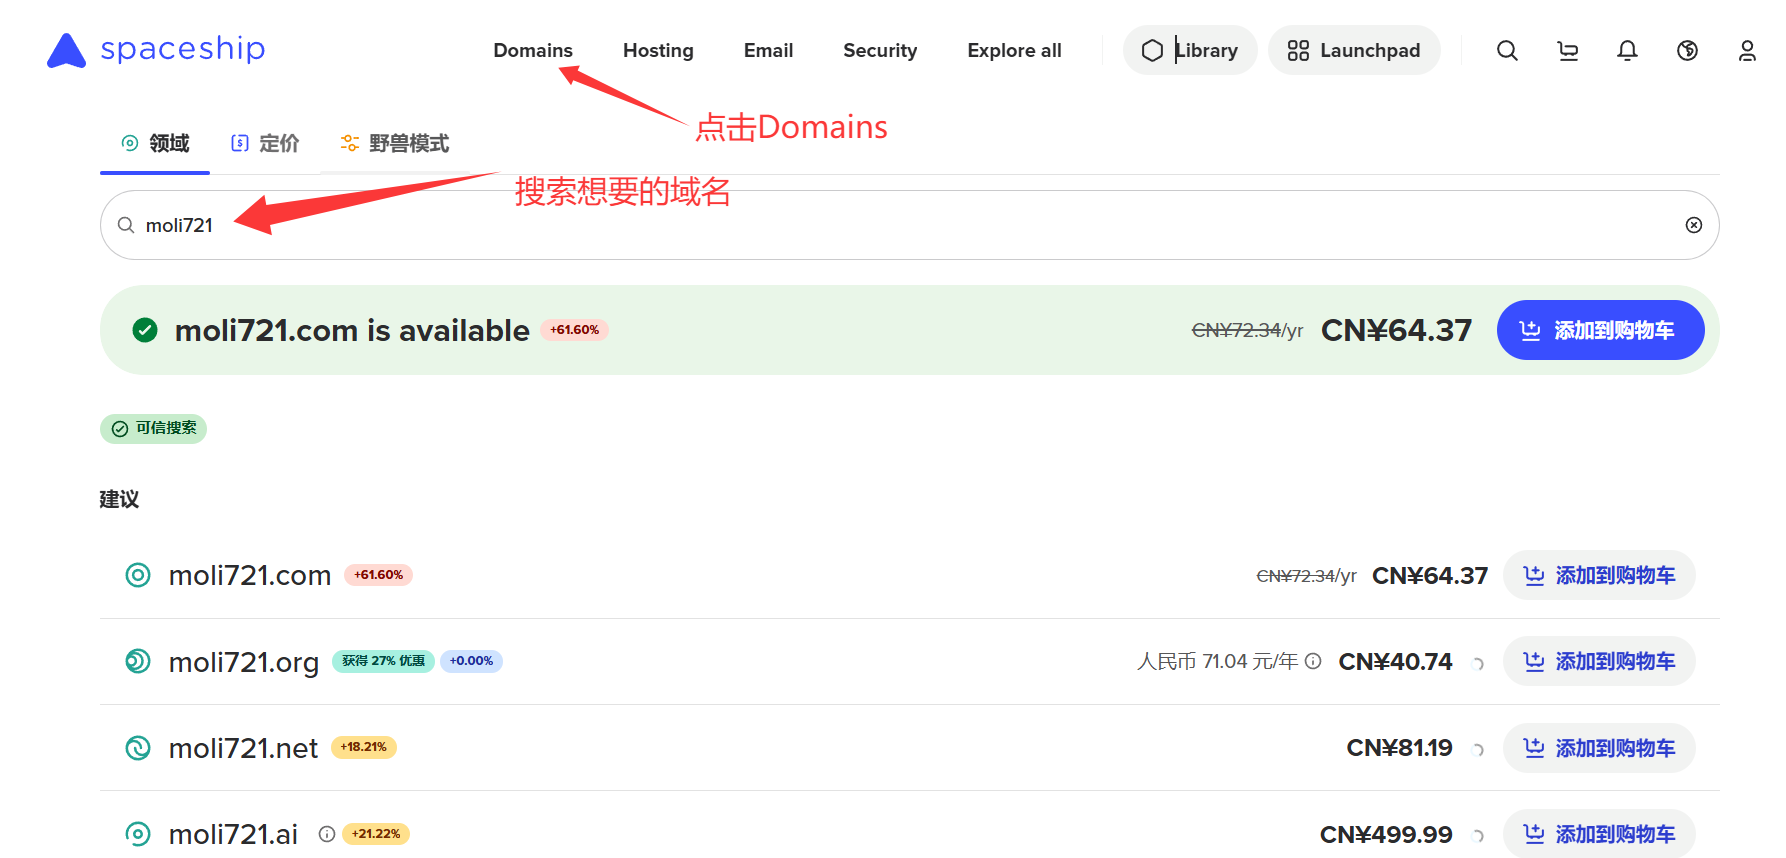 spaceship
Domains Hosting Email Security Explore all Library Launchpad
点击Domains
领域 定价 野兽模式
搜索想要的域名
moli721
moli721.com is available +61.60% CN¥72.34/yr CN¥64.37 添加到购物车
可信搜索
建议
moli721.com +61.60% CN¥72.34/yr CN¥64.37 添加到购物车
moli721.org 获得 27% 优惠 +0.00% 人民币 71.04 元/年 CN¥40.74 添加到购物车
moli721.net +18.21% CN¥81.19 添加到购物车
moli721.ai +21.22% CN¥499.99 添加到购物车